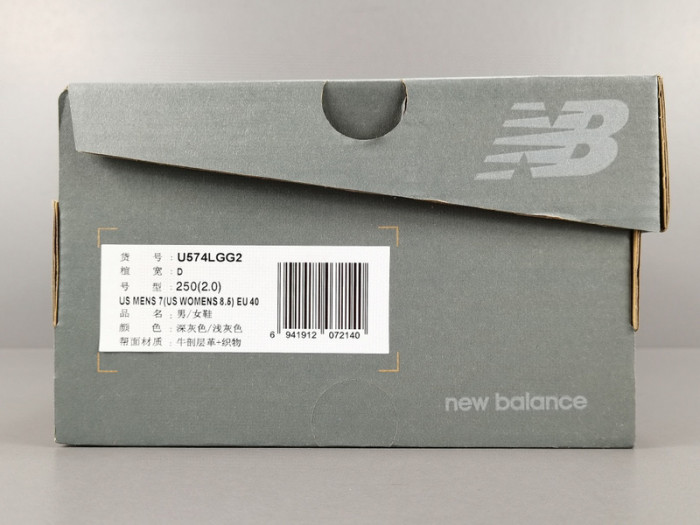 NB
货 号 : U574LGG2
楦 宽 : D
号 型 : 250(2.0)
US MENS 7(US WOMENS 8.5) EU 40
品 名 : 男/女鞋
颜 色 : 深灰色/浅灰色
帮面材质 : 牛剖层革+织物
6 941912 072140
new balance